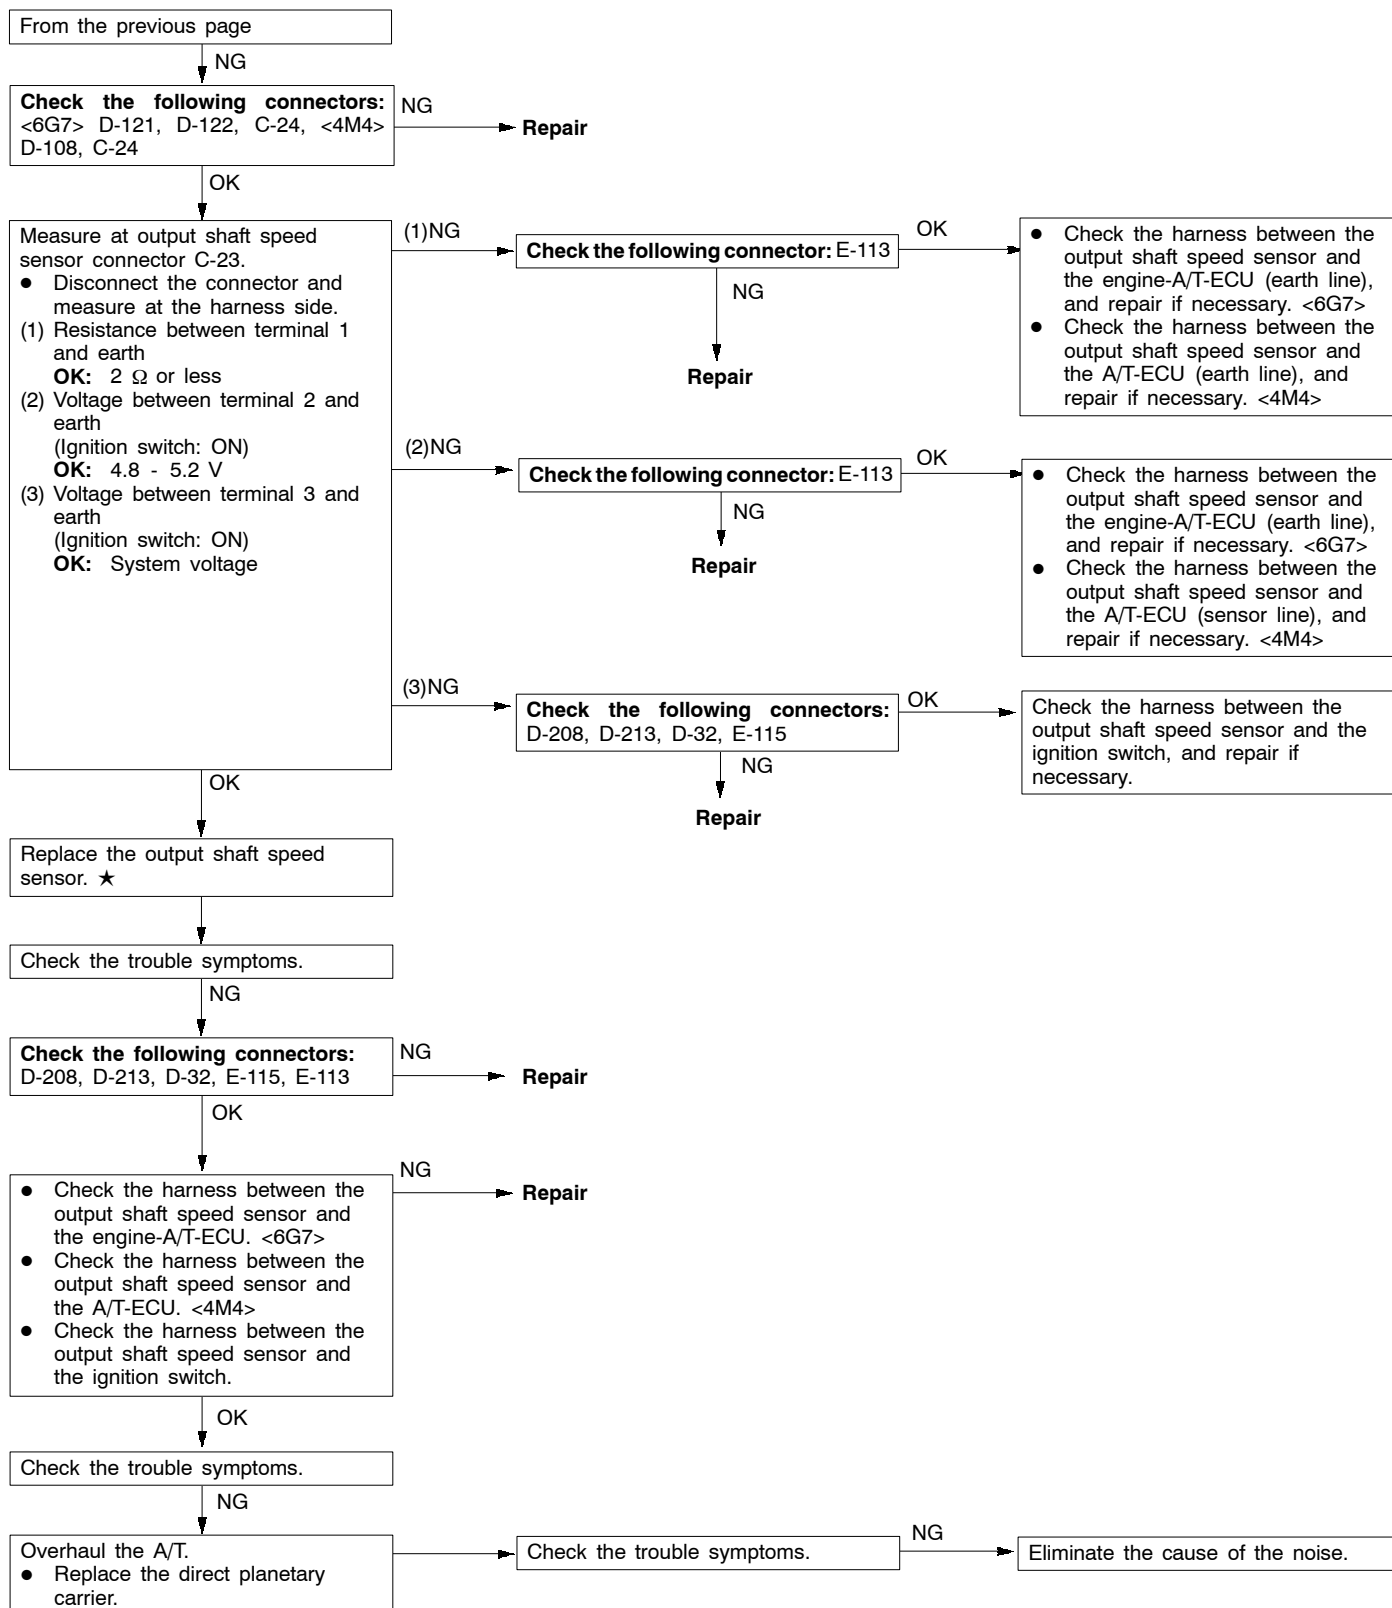 From the previous page
NG
Check the following connectors:
<6G7> D-121, D-122, C-24, <4M4>
D-108, C-24
NG
Repair
OK
Measure at output shaft speed
sensor connector C-23.
● Disconnect the connector and
measure at the harness side.
(1) Resistance between terminal 1
and earth
OK: 2 Ω or less
(2) Voltage between terminal 2 and
earth
(Ignition switch: ON)
OK: 4.8 - 5.2 V
(3) Voltage between terminal 3 and
earth
(Ignition switch: ON)
OK: System voltage
(1)NG
Check the following connector: E-113
OK
● Check the harness between the
output shaft speed sensor and
the engine-A/T-ECU (earth line),
and repair if necessary. <6G7>
● Check the harness between the
output shaft speed sensor and
the A/T-ECU (earth line), and
repair if necessary. <4M4>
NG
Repair
(2)NG
Check the following connector: E-113
OK
● Check the harness between the
output shaft speed sensor and
the engine-A/T-ECU (earth line),
and repair if necessary. <6G7>
● Check the harness between the
output shaft speed sensor and
the A/T-ECU (sensor line), and
repair if necessary. <4M4>
NG
Repair
(3)NG
Check the following connectors:
D-208, D-213, D-32, E-115
OK
Check the harness between the
output shaft speed sensor and the
ignition switch, and repair if
necessary.
NG
Repair
OK
Replace the output shaft speed
sensor. ★
Check the trouble symptoms.
NG
Check the following connectors:
D-208, D-213, D-32, E-115, E-113
NG
Repair
OK
● Check the harness between the
output shaft speed sensor and
the engine-A/T-ECU. <6G7>
● Check the harness between the
output shaft speed sensor and
the A/T-ECU. <4M4>
● Check the harness between the
output shaft speed sensor and
the ignition switch.
NG
Repair
OK
Check the trouble symptoms.
NG
Overhaul the A/T.
● Replace the direct planetary
carrier.
Check the trouble symptoms.
NG
Eliminate the cause of the noise.